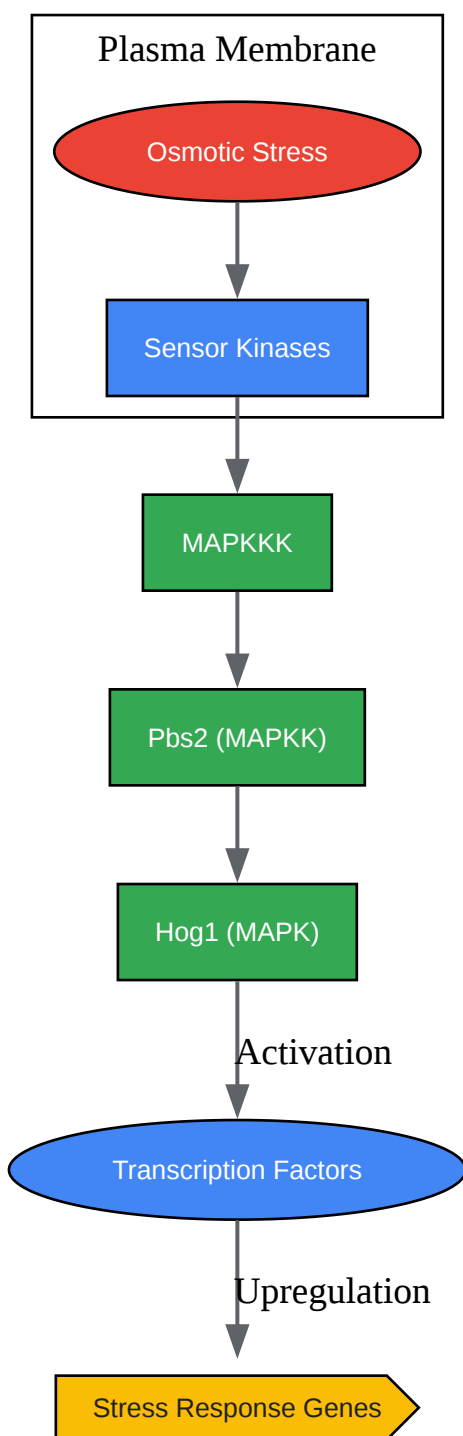 Plasma Membrane
Osmotic Stress
Sensor Kinases
MAPKKK
Pbs2 (MAPKK)
Hog1 (MAPK)
Activation
Transcription Factors
Upregulation
Stress Response Genes